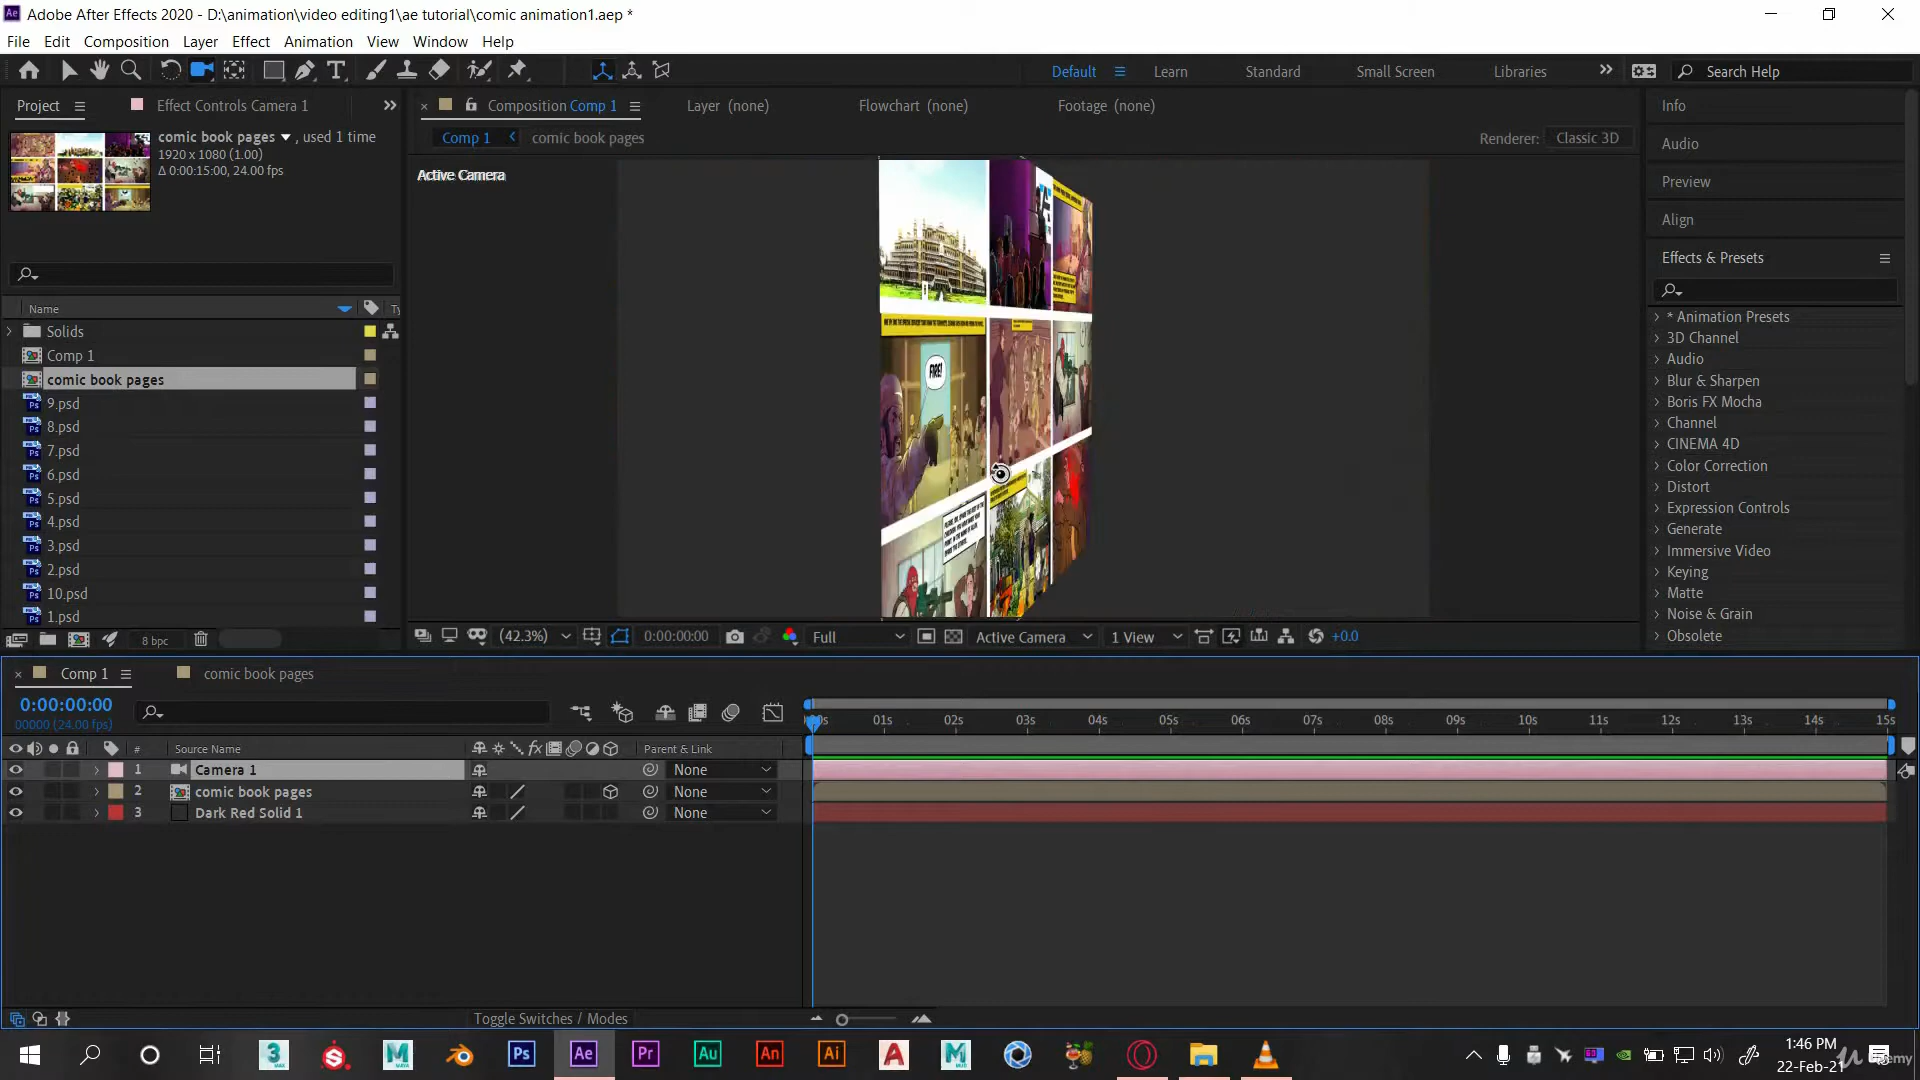 Adobe After Effects 2020 - D:\animation\video editing1\ae tutorial\comic animation1.aep *
File Edit Composition Layer Effect Animation View Window Help
Default Learn Standard Small Screen Libraries Search Help
Project Effect Controls Camera 1 Composition Comp 1 Layer (none) Flowchart (none) Footage (none) Info
comic book pages , used 1 time
1920 x 1080 (1.00)
Δ 0:00:15:00, 24.00 fps
Comp 1 comic book pages Renderer: Classic 3D
Active Camera
Audio
Preview
Align
Effects & Presets
FIRE!
Name Ty
Solids
Comp 1
comic book pages
9.psd
8.psd
7.psd
6.psd
5.psd
4.psd
3.psd
2.psd
10.psd
1.psd
* Animation Presets
3D Channel
Audio
Blur & Sharpen
Boris FX Mocha
Channel
CINEMA 4D
Color Correction
Distort
Expression Controls
Generate
Immersive Video
Keying
Matte
Noise & Grain
Obsolete
8 bpc (42.3%) 0:00:00:00 Full Active Camera 1 View +0.0
Comp 1 comic book pages
0:00:00:00
00000 (24.00 fps)
01s 02s 03s 04s 05s 06s 07s 08s 09s 10s 11s 12s 13s 14s 15s
# Source Name fx Parent & Link
1 Camera 1 None
2 comic book pages None
3 Dark Red Solid 1 None
Toggle Switches / Modes
Ps Ae Pr Au An Ai
1:46 PM
22-Feb-21